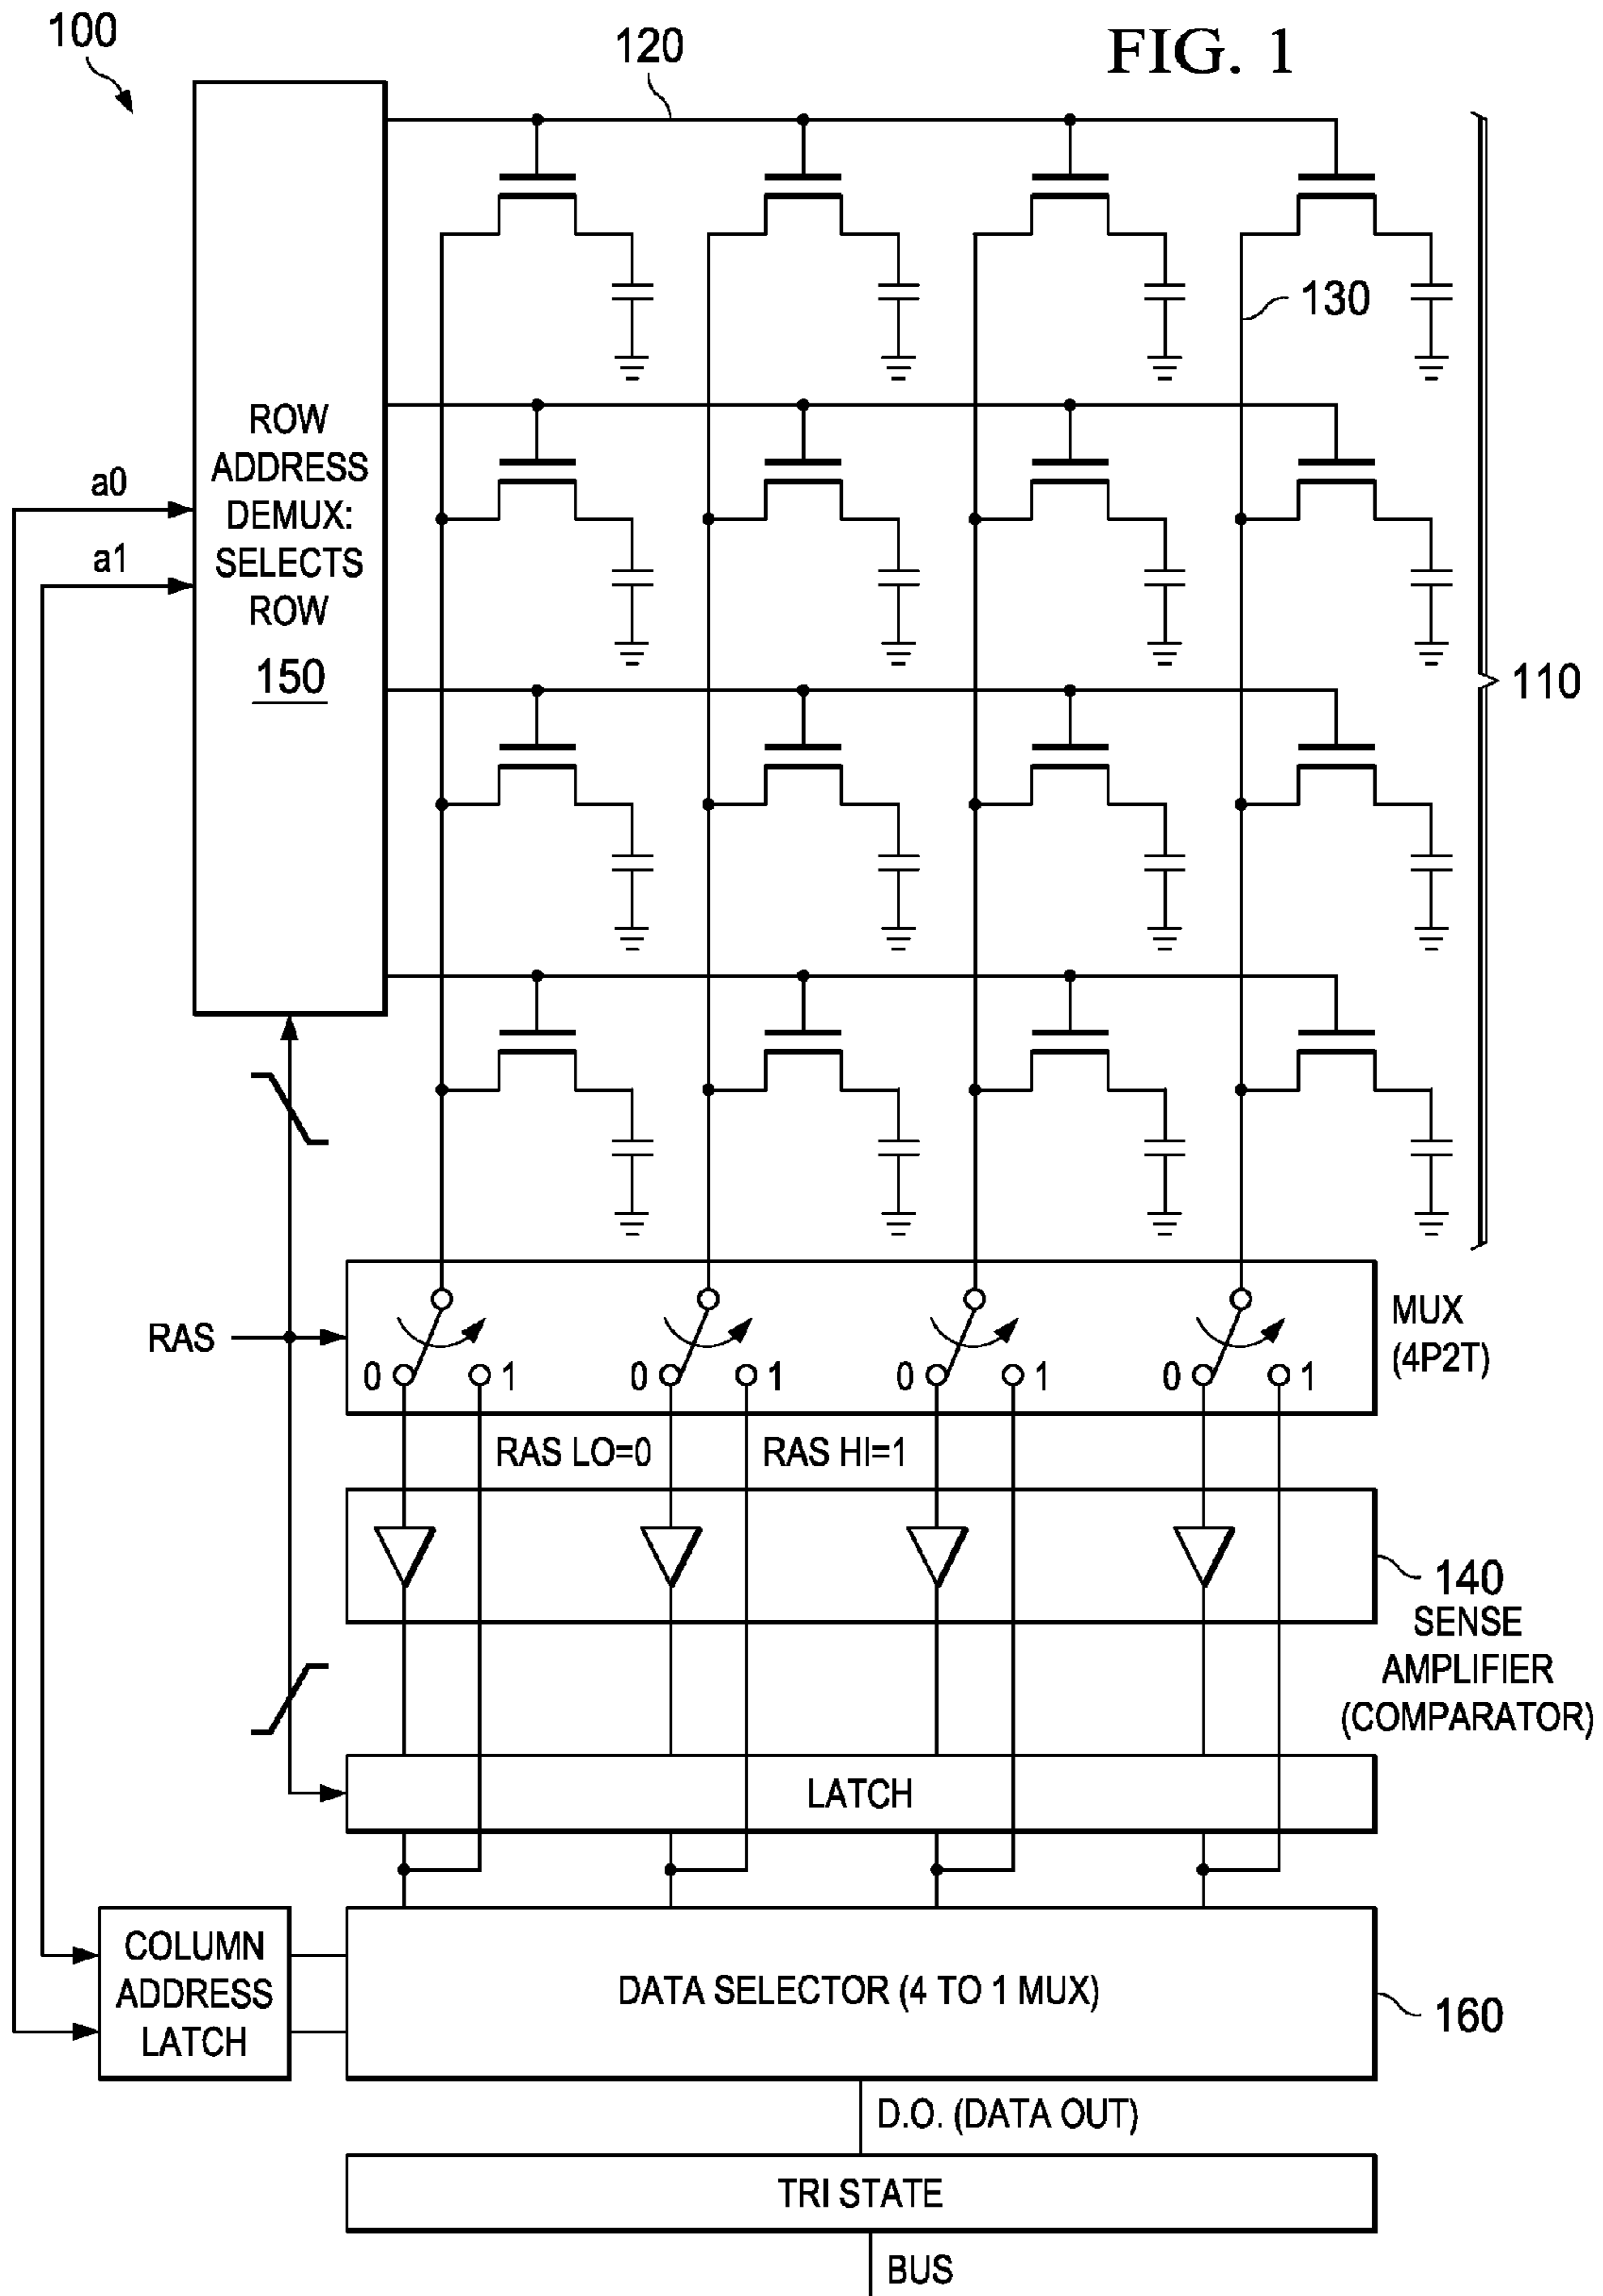 100
120
FIG. 1
130
ROW
ADDRESS
DEMUX:
SELECTS
ROW
150
a0
a1
110
RAS
0
1
0
1
0
1
0
1
MUX
(4P2T)
RAS LO=0
RAS HI=1
140
SENSE
AMPLIFIER
(COMPARATOR)
LATCH
COLUMN
ADDRESS
LATCH
DATA SELECTOR (4 TO 1 MUX)
160
D.O. (DATA OUT)
TRI STATE
BUS